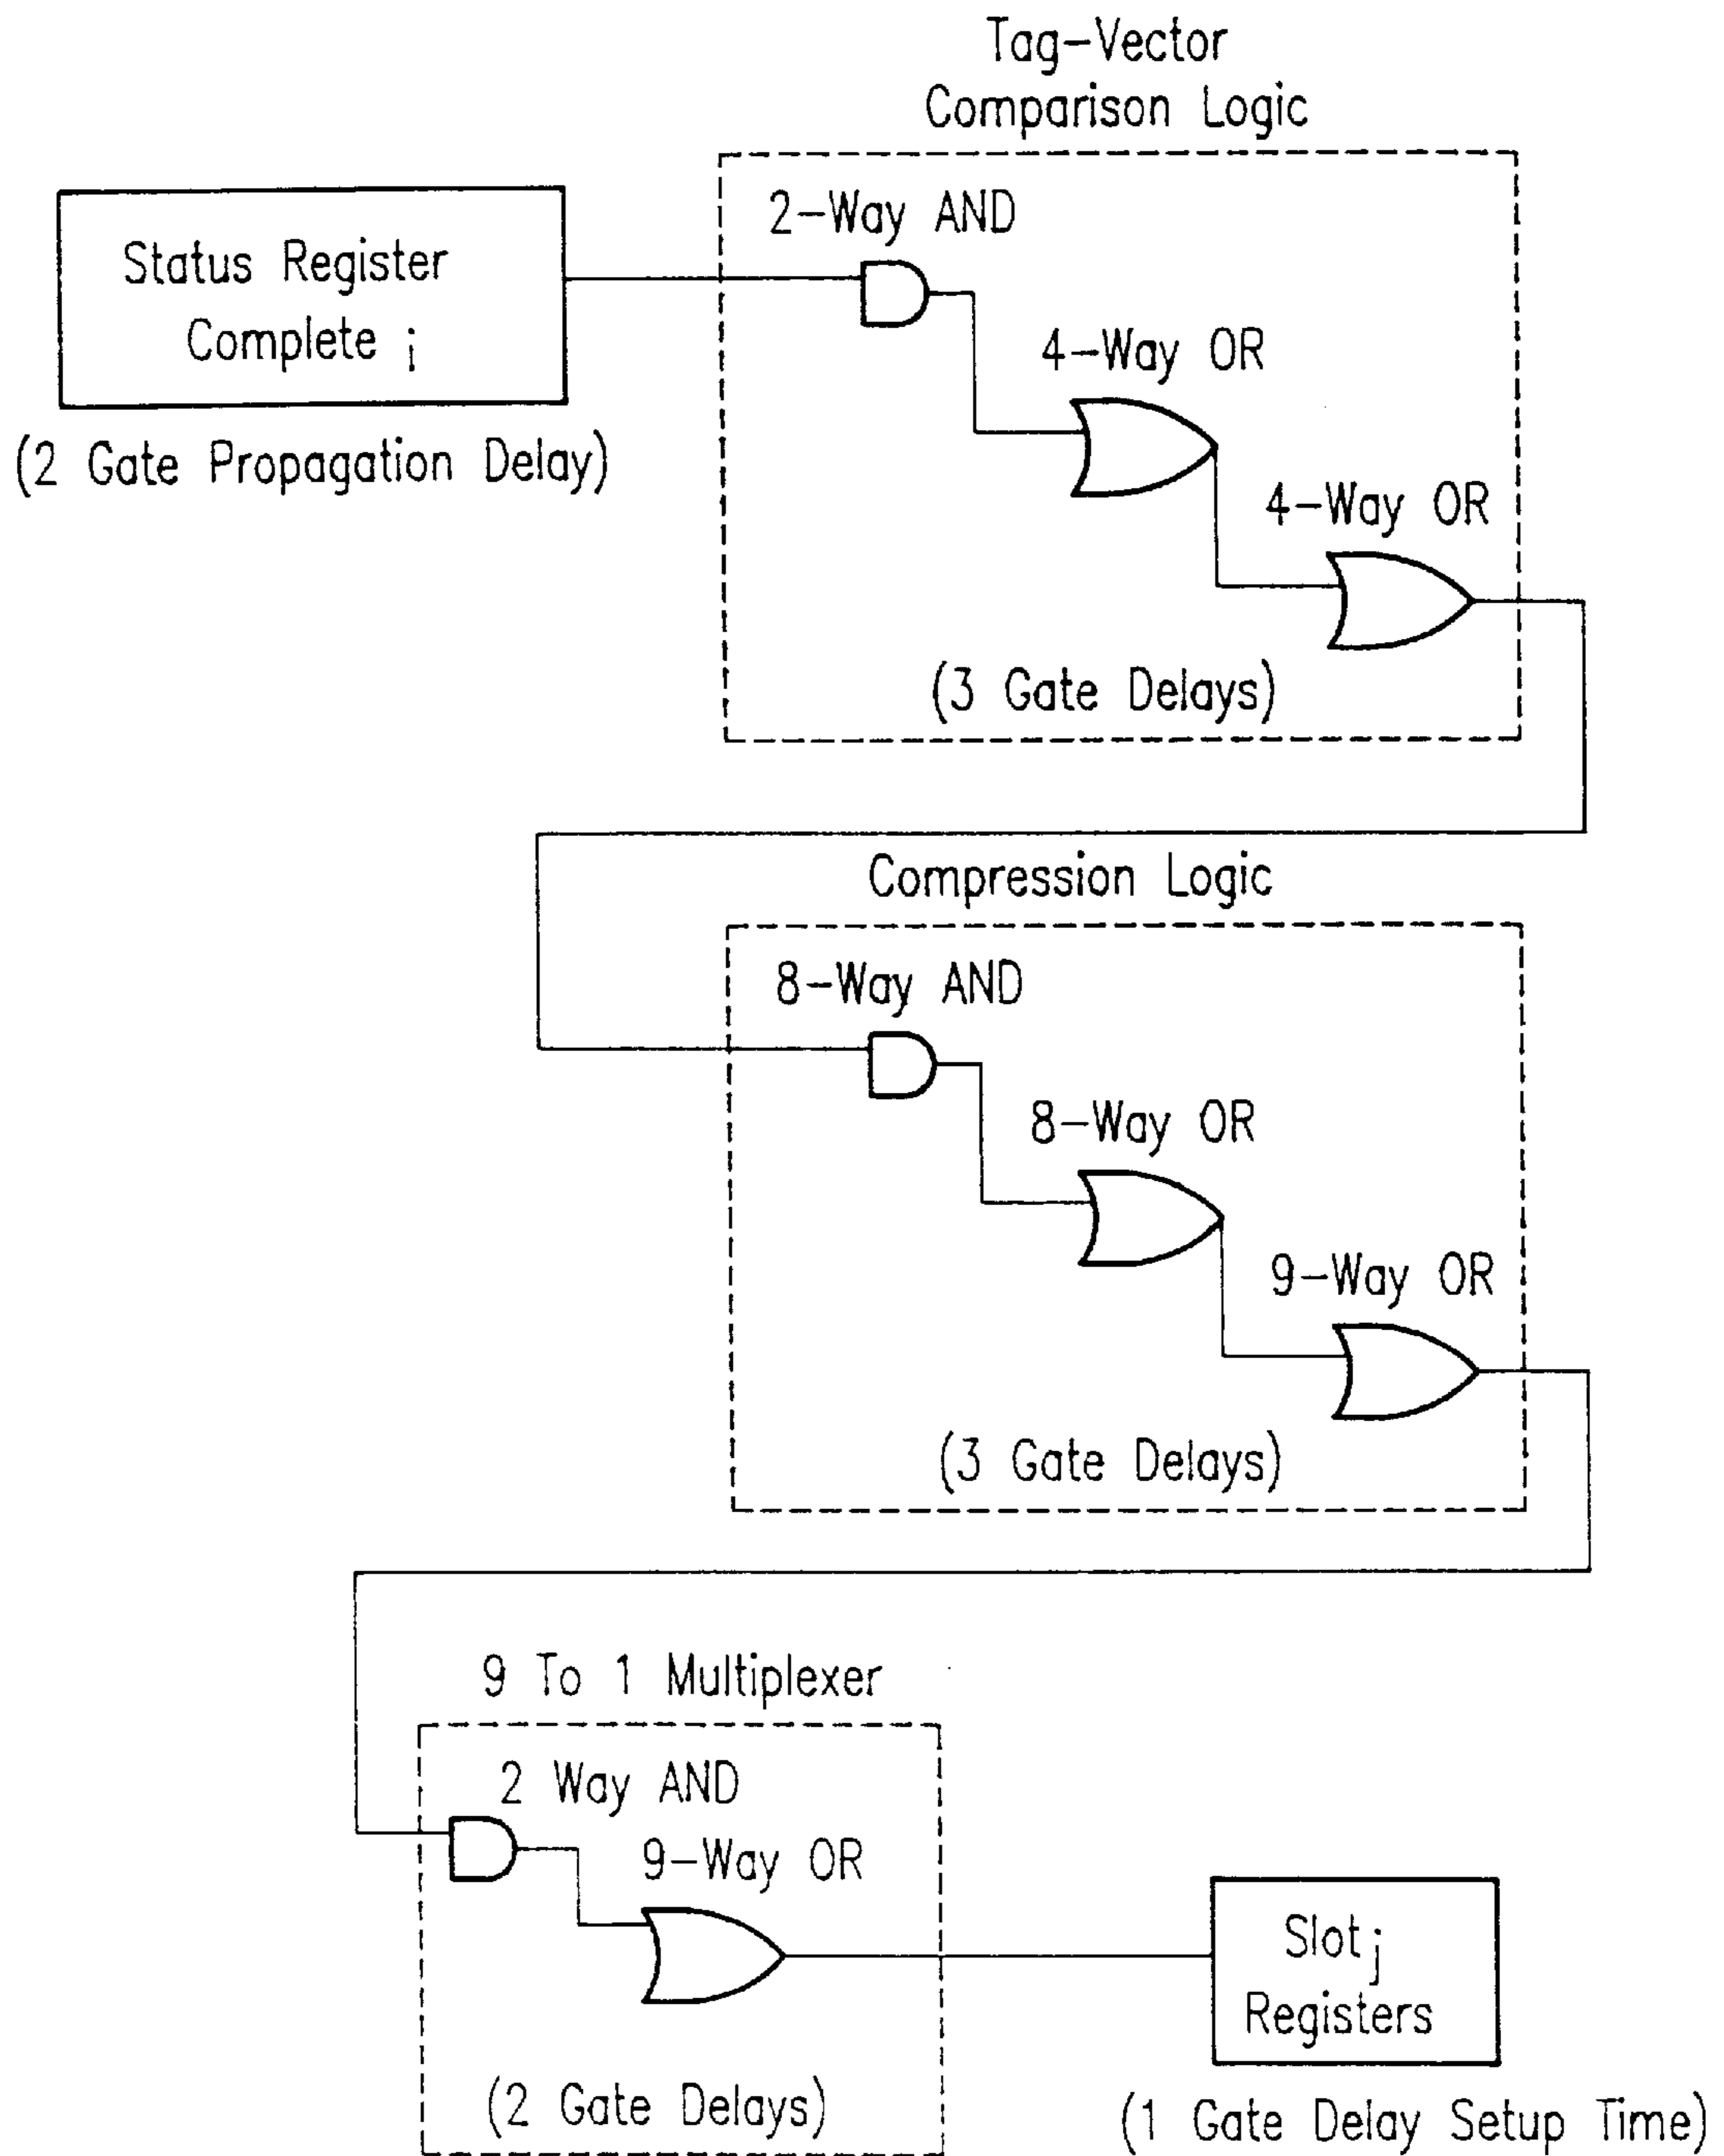 Tag-Vector
Comparison Logic
2-Way AND
Status Register
Complete i
4-Way OR
(2 Gate Propagation Delay)
4-Way OR
(3 Gate Delays)
Compression Logic
8-Way AND
8-Way OR
9-Way OR
(3 Gate Delays)
9 To 1 Multiplexer
2 Way AND
9-Way OR
Slot j
Registers
(2 Gate Delays)
(1 Gate Delay Setup Time)